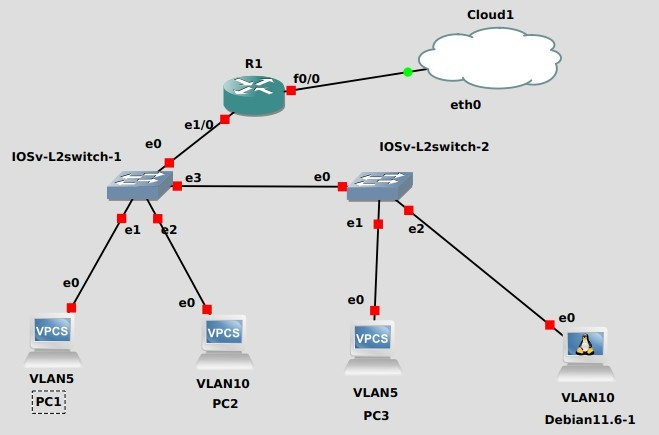 Cloud1
R1
f0/0
eth0
e1/0
e0
IOSv-L2switch-1
IOSv-L2switch-2
e3
e0
e1
e2
e1
e2
e0
e0
e0
e0
VPCS
VPCS
VPCS
VLAN5
PC1
VLAN10
PC2
VLAN5
PC3
VLAN10
Debian11.6-1